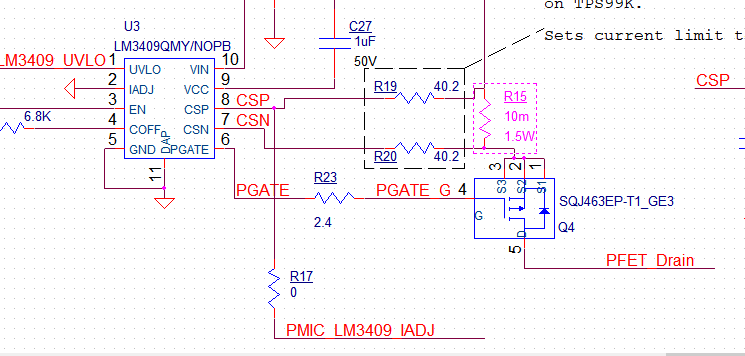 on TPS99K.
Sets current limit t
U3
LM3409QMY/NOPB
C27
1uF
50V
LM3409_UVLO 1 UVLO VIN 10
2 IADJ VCC 9
3 EN CSP 8 CSP
6.8K 4 COFF CSN 7 CSN
5 GND DAP PGATE 6
11
R19 40.2
R20 40.2
R15
10m
1.5W
CSP
PGATE R23 PGATE_G 4
2.4
3 2 1
S3 S2 S1
G
D
SQJ463EP-T1_GE3
Q4
5
PFET_Drain
R17
0
PMIC_LM3409_IADJ